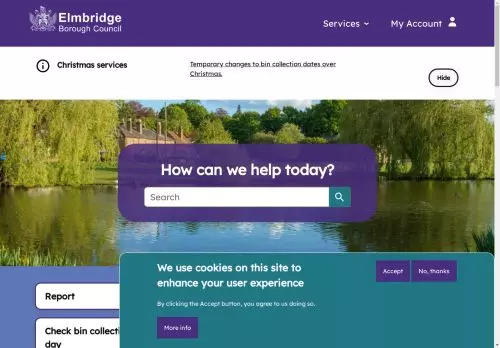 Elmbridge
Borough Council
Services
My Account
Christmas services
Temporary changes to bin collection dates over
Christmas.
Hide
How can we help today?
Search
We use cookies on this site to
enhance your user experience
By clicking the Accept button, you agree to us doing so.
Accept
No, thanks
More info
Report
Check bin collecti
day